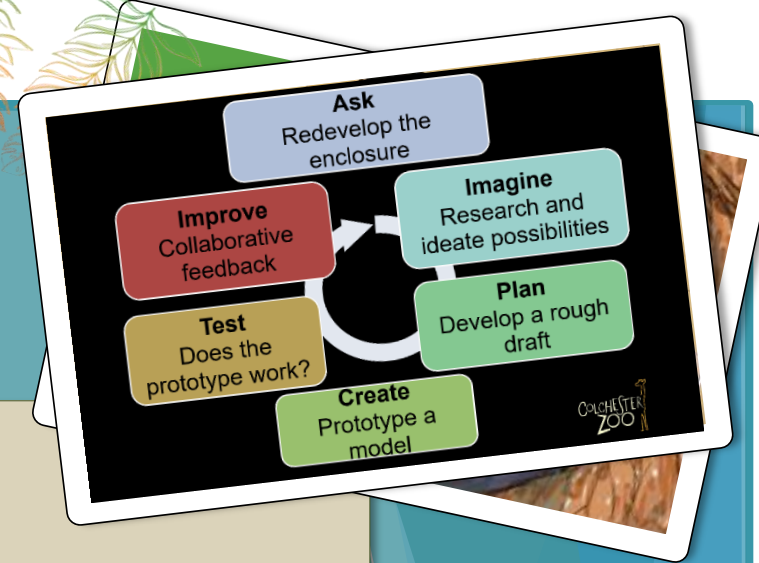 Ask
Redevelop the
enclosure
Imagine
Research and
ideate possibilities
Plan
Develop a rough
draft
Create
Prototype a
model
Test
Does the
prototype work?
Improve
Collaborative
feedback
COLCHESTER
ZOO